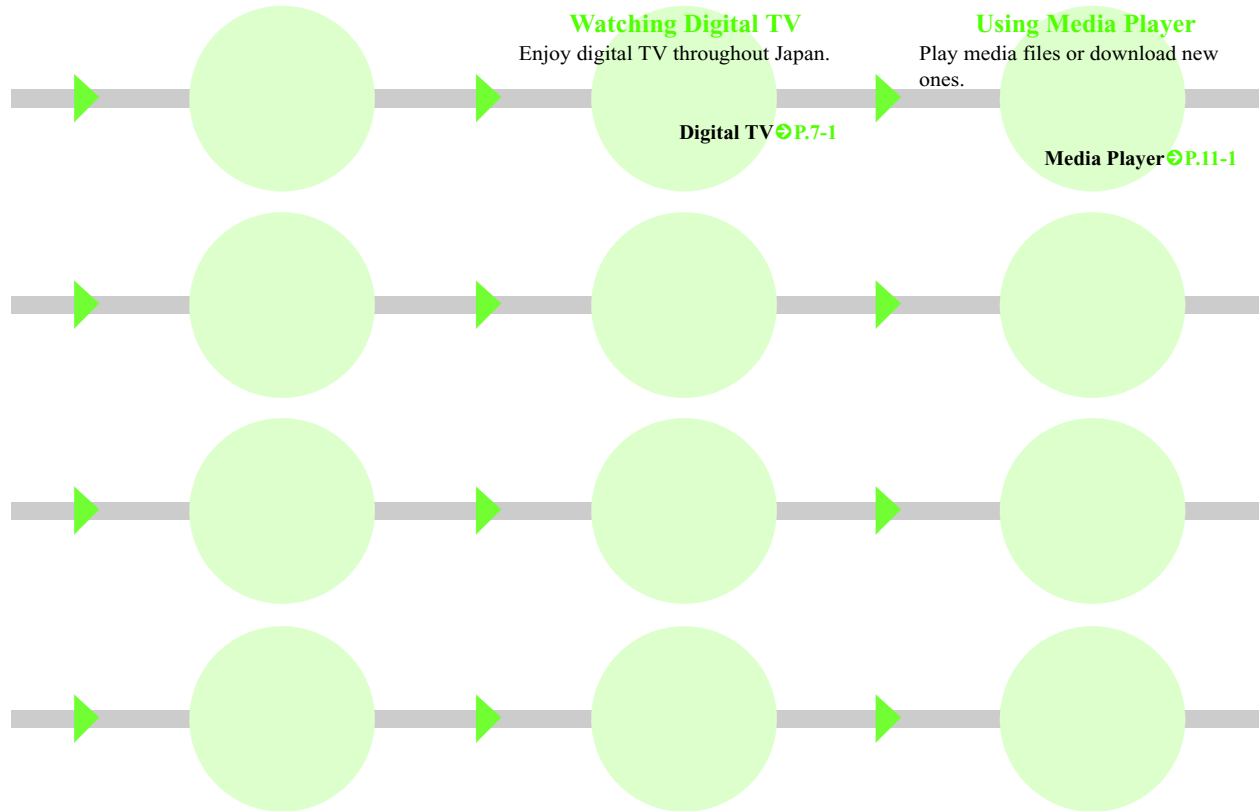 Watching Digital TV
Enjoy digital TV throughout Japan.
Digital TV➲P.7-1
Using Media Player
Play media files or download new
ones.
Media Player➲P.11-1